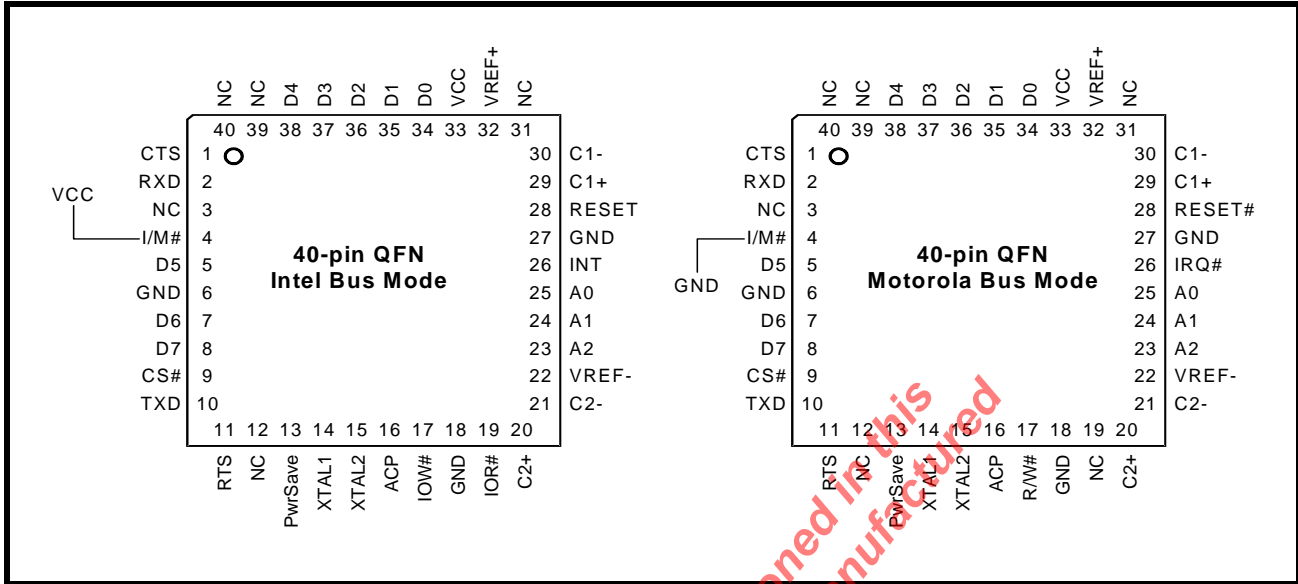 NC NC D4 D3 D2 D1 D0 VCC VREF+ NC
40 39 38 37 36 35 34 33 32 31
CTS 1 30 C1-
RXD 2 29 C1+
VCC
NC 3 28 RESET
I/M# 4 27 GND
40-pin QFN
Intel Bus Mode
D5 5 26 INT
GND 6 25 A0
D6 7 24 A1
D7 8 23 A2
CS# 9 22 VREF-
TXD 10 21 C2-
11 12 13 14 15 16 17 18 19 20
RTS NC PwrSave XTAL1 XTAL2 ACP IOW# GND IOR# C2+
NC NC D4 D3 D2 D1 D0 VCC VREF+ NC
40 39 38 37 36 35 34 33 32 31
CTS 1 30 C1-
RXD 2 29 C1+
NC 3 28 RESET#
I/M# 4 27 GND
40-pin QFN
Motorola Bus Mode
D5 5 26 IRQ#
GND
GND 6 25 A0
D6 7 24 A1
D7 8 23 A2
CS# 9 22 VREF-
TXD 10 21 C2-
11 12 13 14 15 16 17 18 19 20
RTS NC PwrSave XTAL1 XTAL2 ACP R/W# GND NC C2+
oned in this
nufactured